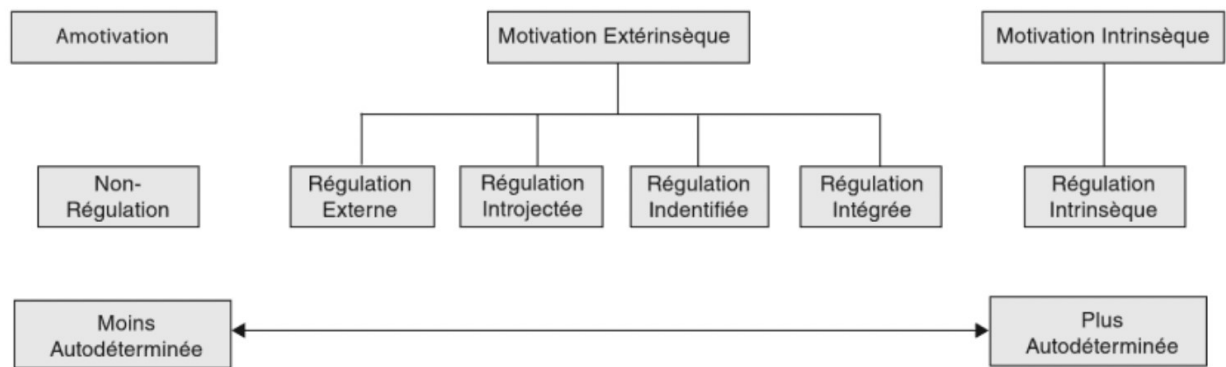 Amotivation
Motivation Extérinsèque
Motivation Intrinsèque
Non-
Régulation
Régulation
Externe
Régulation
Introjectée
Régulation
Indentifiée
Régulation
Intégrée
Régulation
Intrinsèque
Moins
Autodéterminée
Plus
Autodéterminée